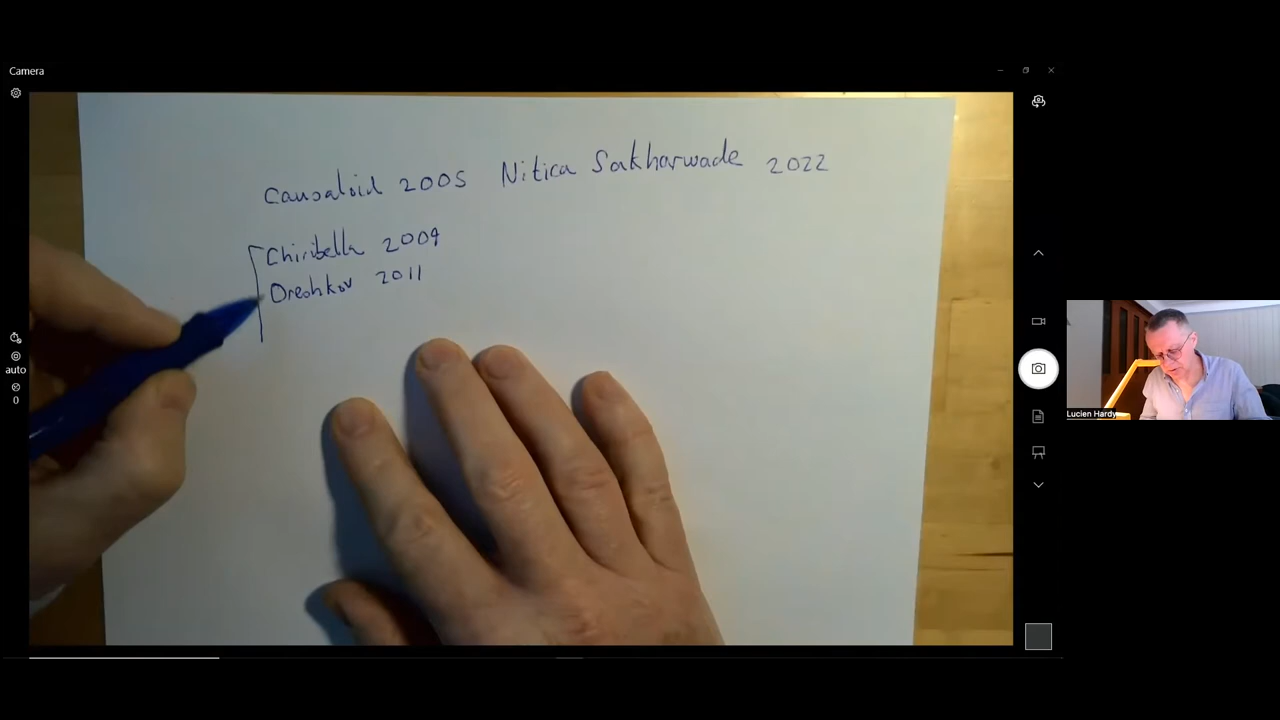 Camera
Causaloid 2005 Nitica Sakharwade 2022
Chiribella 2009
Oreshkov 2011
auto
0
Lucien Hardy